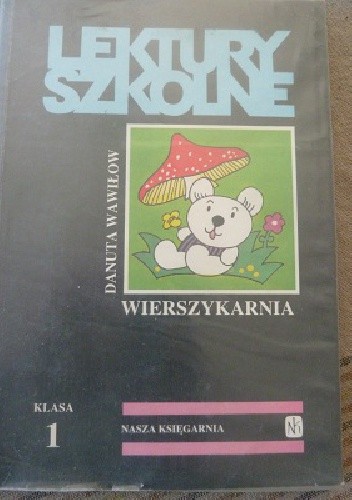 LEKTURY
SZKOLNE
DANUTA WAWIŁOW
WIERSZYKARNIA
KLASA
1
NASZA KSIĘGARNIA